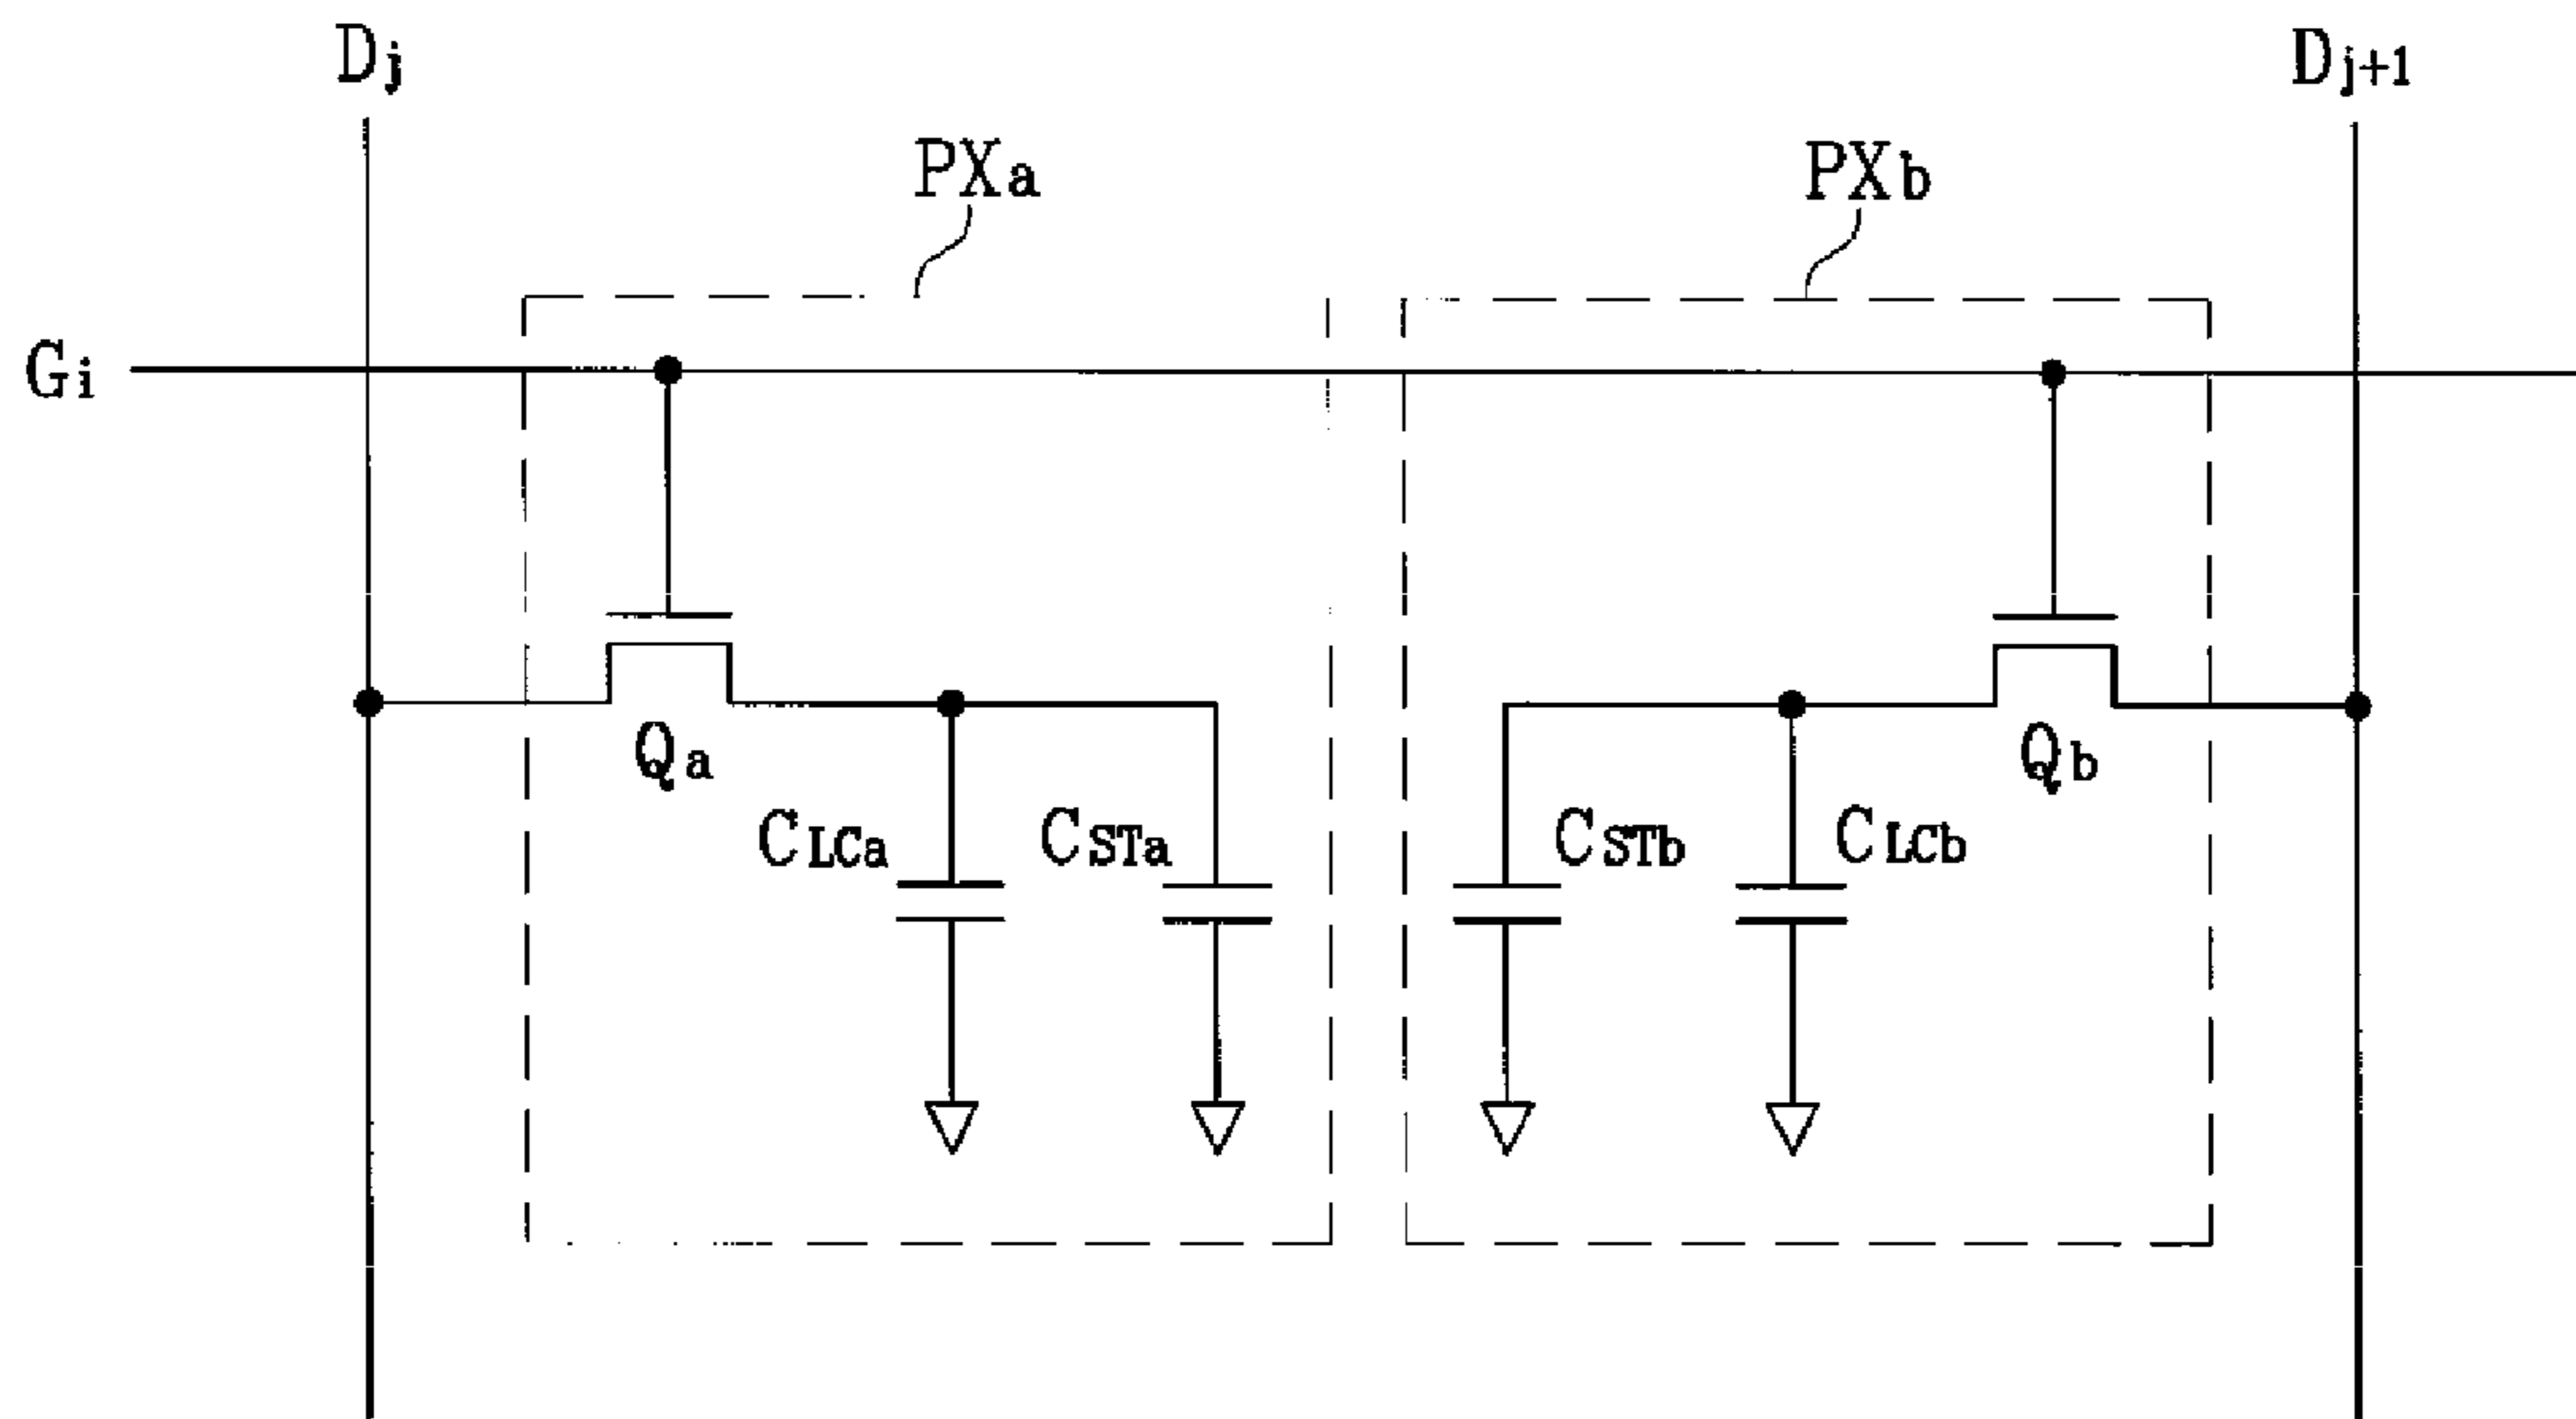 Dj
Dj+1
PXa
PXb
Gi
Qa
Qb
CLCa
CSTa
CSTb
CLCb